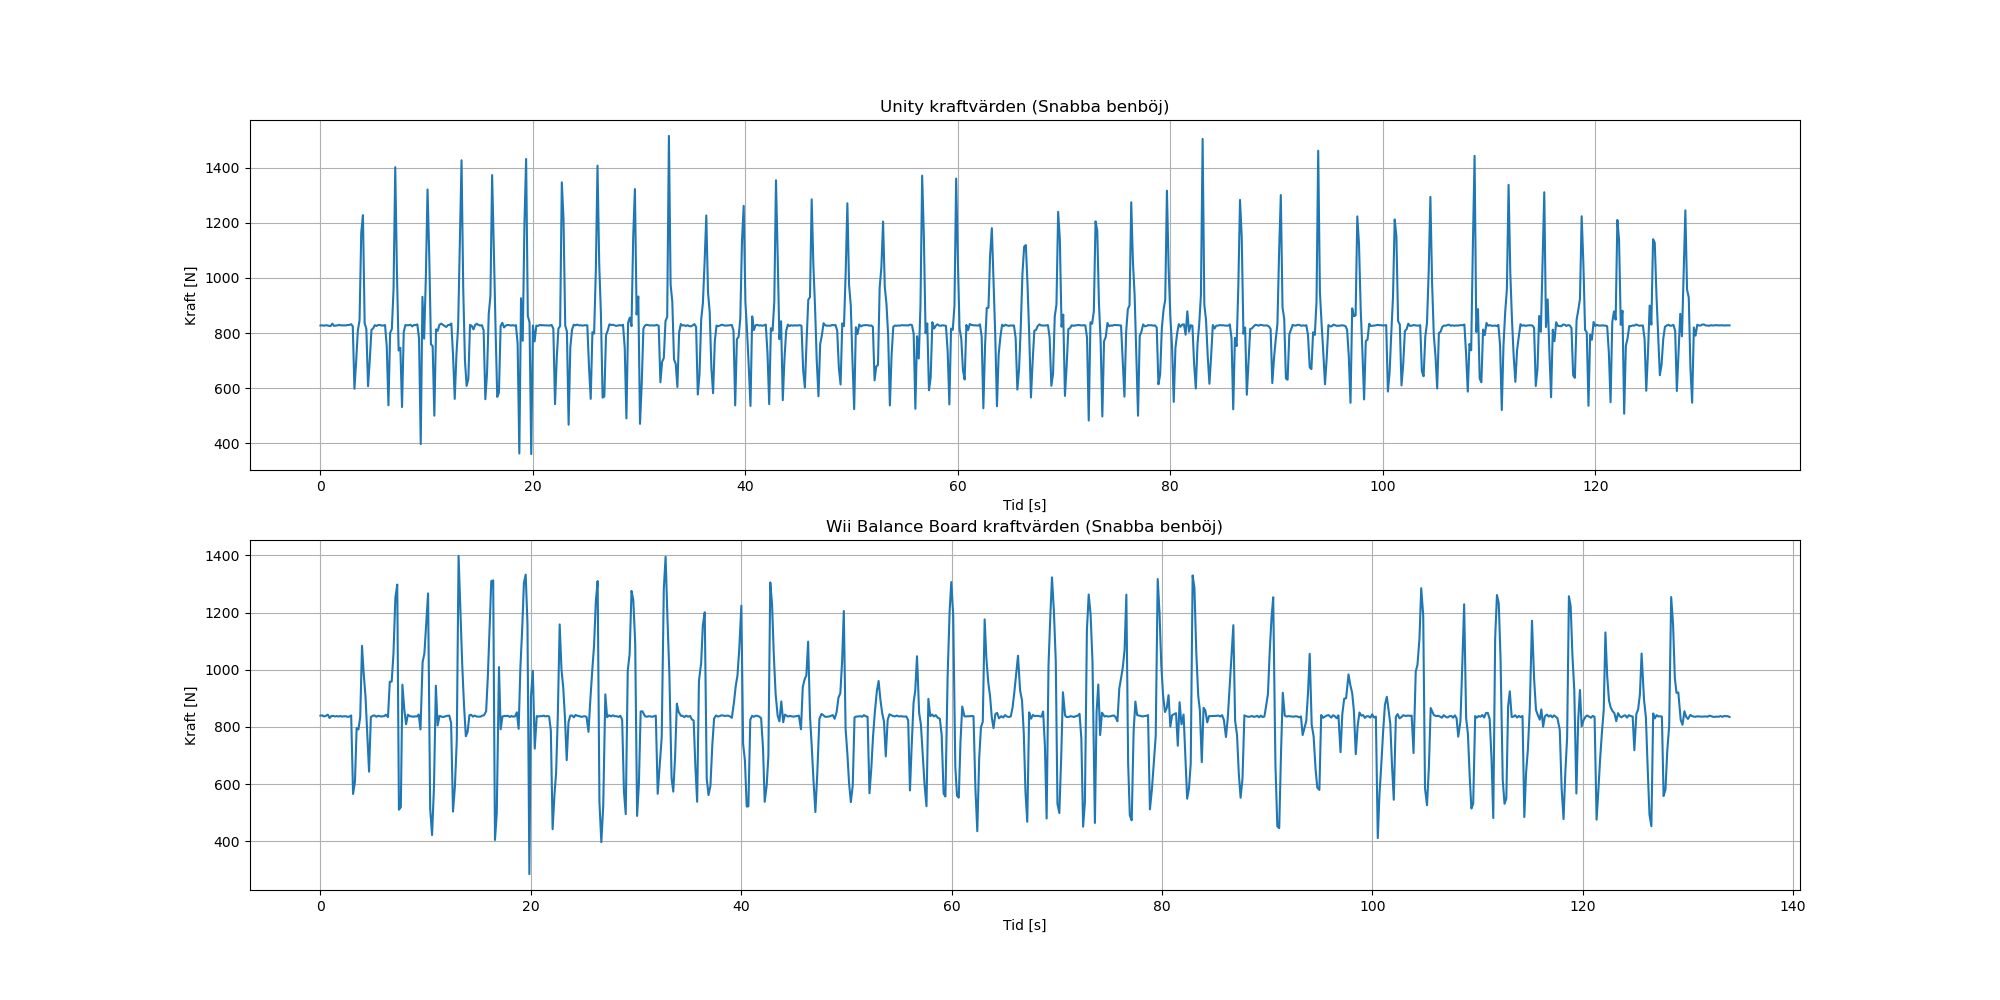 Unity kraftvärden (Snabba benböj)
Kraft [N]
1400
1200
1000
800
600
400
0 20 40 60 80 100 120
Tid [s]
Wii Balance Board kraftvärden (Snabba benböj)
Kraft [N]
1400
1200
1000
800
600
400
0 20 40 60 80 100 120 140
Tid [s]